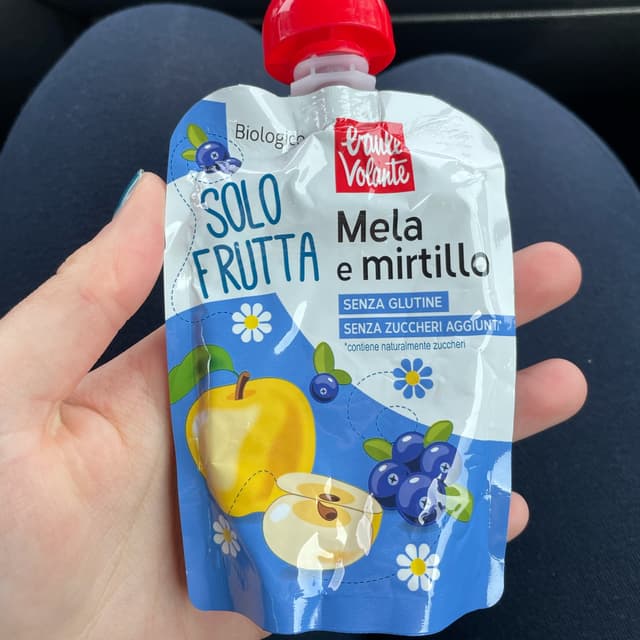 Biologico
baule
Volante
SOLO
FRUTTA
Mela
e mirtillo
SENZA GLUTINE
SENZA ZUCCHERI AGGIUNTI*
*contiene naturalmente zuccheri